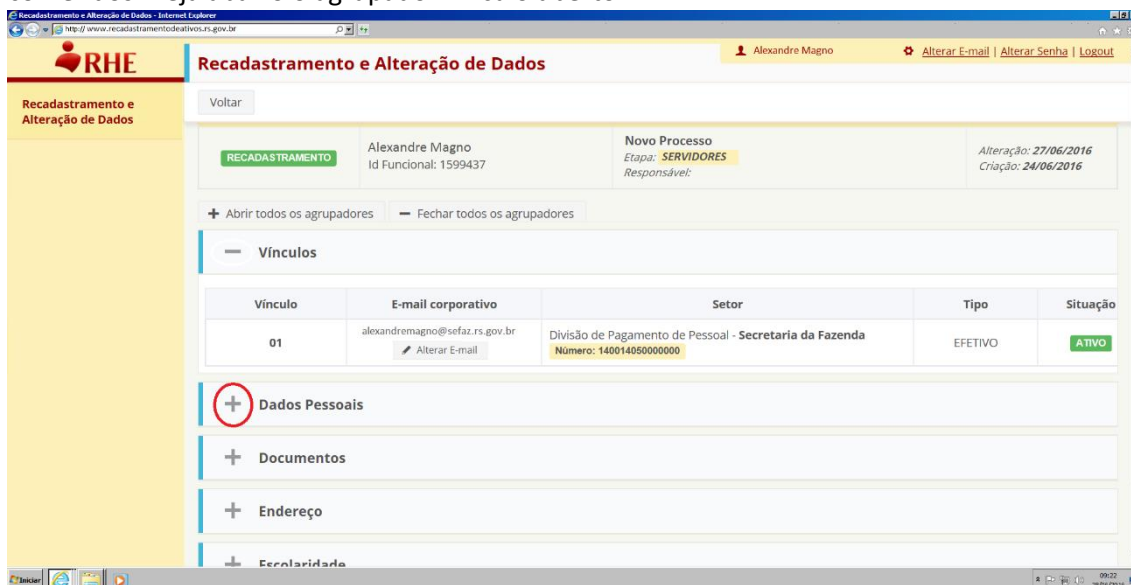 Recadastramento e Alteração de Dados - Internet Explorer
http://www.recadastramentodeativos.rs.gov.br
RHE
Recadastramento e Alteração de Dados
Alexandre Magno
Alterar E-mail | Alterar Senha | Logout
Recadastramento e
Alteração de Dados
Voltar
RECADASTRAMENTO
Alexandre Magno
Id Funcional: 1599437
Novo Processo
Etapa: SERVIDORES
Responsável:
Alteração: 27/06/2016
Criação: 24/06/2016
Abrir todos os agrupadores
Fechar todos os agrupadores
Vínculos
Vínculo E-mail corporativo Setor Tipo Situação
01
alexandremagno@sefaz.rs.gov.br
Alterar E-mail
Divisão de Pagamento de Pessoal - Secretaria da Fazenda
Número: 140014050000000
EFETIVO
ATIVO
Dados Pessoais
Documentos
Endereço
Escolaridade
Iniciar
09:22